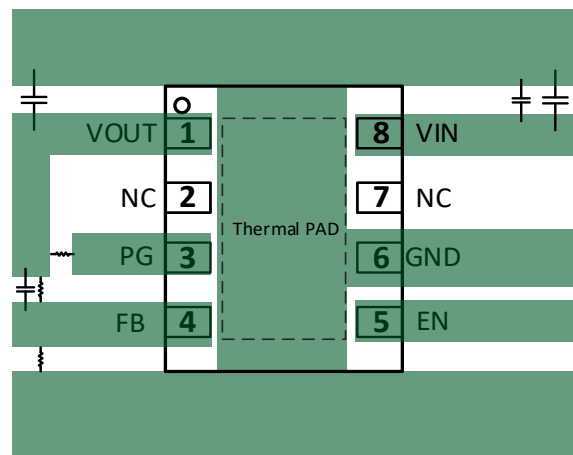 VOUT 1 8 VIN
NC 2 7 NC
Thermal PAD
PG 3 6 GND
FB 4 5 EN